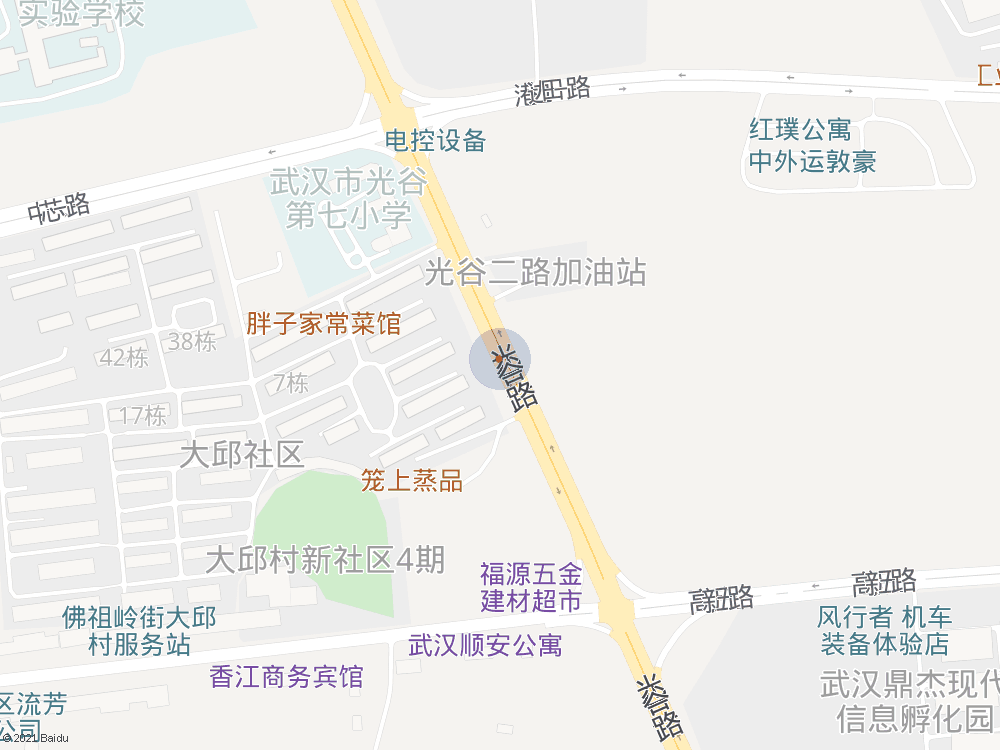 实验学校
工业
港田一路
红璞公寓
中外运敦豪
电控设备
武汉市光谷
第七小学
中芯路
光谷二路加油站
胖子家常菜馆
38栋
42栋
7栋
17栋
光谷二路
大邱社区
笼上蒸品
大邱村新社区4期
福源五金
建材超市
高新五路
高新五路
佛祖岭街大邱
村服务站
风行者 机车
装备体验店
武汉顺安公寓
香江商务宾馆
武汉鼎杰现代
信息孵化园
光谷二路
区流芳
公司
© 2021 Baidu